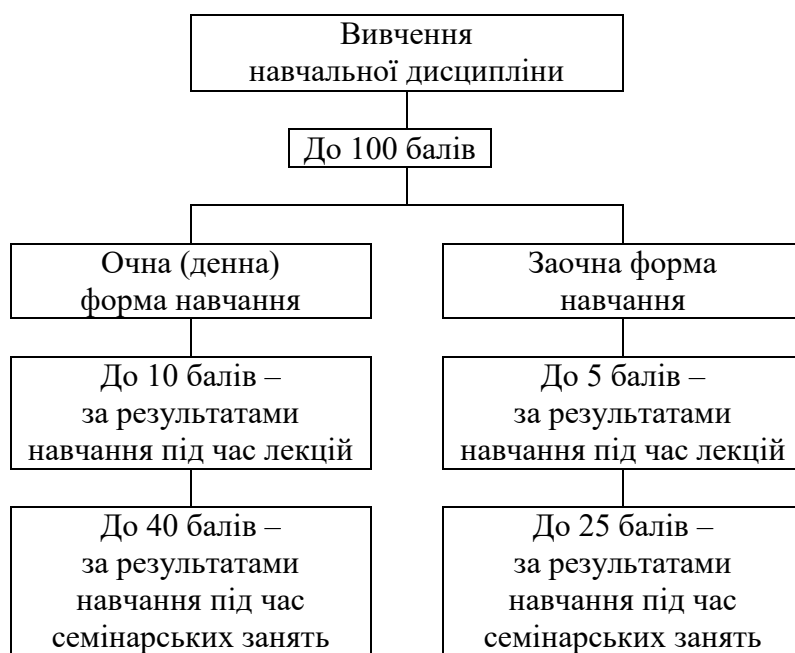 Вивчення
навчальної дисципліни
До 100 балів
Очна (денна)
форма навчання
Заочна форма
навчання
До 10 балів –
за результатами
навчання під час лекцій
До 5 балів –
за результатами
навчання під час лекцій
До 40 балів –
за результатами
навчання під час
семінарських занять
До 25 балів –
за результатами
навчання під час
семінарських занять